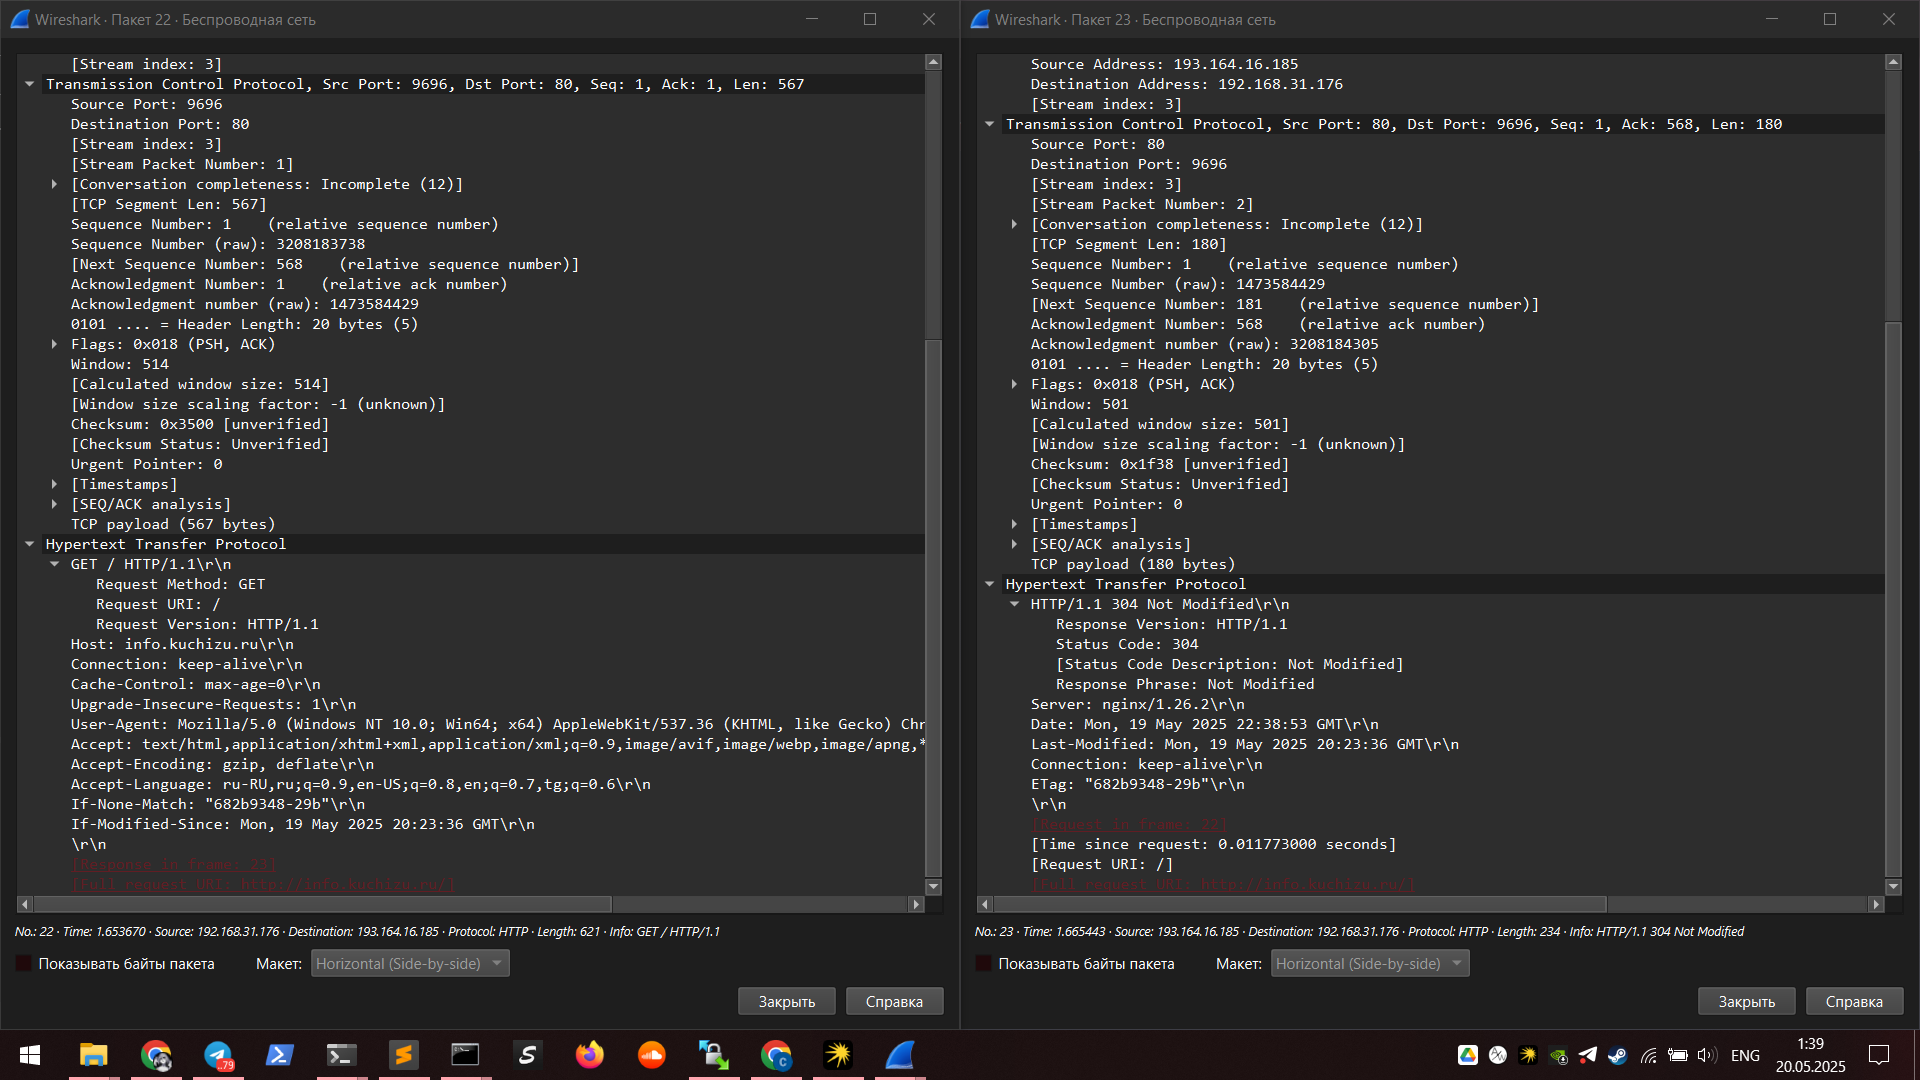 Wireshark · Пакет 22 · Беспроводная сеть
[Stream index: 3]
Transmission Control Protocol, Src Port: 9696, Dst Port: 80, Seq: 1, Ack: 1, Len: 567
Source Port: 9696
Destination Port: 80
[Stream index: 3]
[Stream Packet Number: 1]
[Conversation completeness: Incomplete (12)]
[TCP Segment Len: 567]
Sequence Number: 1    (relative sequence number)
Sequence Number (raw): 3208183738
[Next Sequence Number: 568    (relative sequence number)]
Acknowledgment Number: 1    (relative ack number)
Acknowledgment number (raw): 1473584429
0101 .... = Header Length: 20 bytes (5)
Flags: 0x018 (PSH, ACK)
Window: 514
[Calculated window size: 514]
[Window size scaling factor: -1 (unknown)]
Checksum: 0x3500 [unverified]
[Checksum Status: Unverified]
Urgent Pointer: 0
[Timestamps]
[SEQ/ACK analysis]
TCP payload (567 bytes)
Hypertext Transfer Protocol
GET / HTTP/1.1\r\n
Request Method: GET
Request URI: /
Request Version: HTTP/1.1
Host: info.kuchizu.ru\r\n
Connection: keep-alive\r\n
Cache-Control: max-age=0\r\n
Upgrade-Insecure-Requests: 1\r\n
User-Agent: Mozilla/5.0 (Windows NT 10.0; Win64; x64) AppleWebKit/537.36 (KHTML, like Gecko) Chr
Accept: text/html,application/xhtml+xml,application/xml;q=0.9,image/avif,image/webp,image/apng,*
Accept-Encoding: gzip, deflate\r\n
Accept-Language: ru-RU,ru;q=0.9,en-US;q=0.8,en;q=0.7,tg;q=0.6\r\n
If-None-Match: "682b9348-29b"\r\n
If-Modified-Since: Mon, 19 May 2025 20:23:36 GMT\r\n
\r\n
[Response in frame: 23]
[Full request URI: http://info.kuchizu.ru/]
No.: 22 · Time: 1.653670 · Source: 192.168.31.176 · Destination: 193.164.16.185 · Protocol: HTTP · Length: 621 · Info: GET / HTTP/1.1
Показывать байты пакета
Макет: Horizontal (Side-by-side)
Закрыть
Справка
Wireshark · Пакет 23 · Беспроводная сеть
Source Address: 193.164.16.185
Destination Address: 192.168.31.176
[Stream index: 3]
Transmission Control Protocol, Src Port: 80, Dst Port: 9696, Seq: 1, Ack: 568, Len: 180
Source Port: 80
Destination Port: 9696
[Stream index: 3]
[Stream Packet Number: 2]
[Conversation completeness: Incomplete (12)]
[TCP Segment Len: 180]
Sequence Number: 1    (relative sequence number)
Sequence Number (raw): 1473584429
[Next Sequence Number: 181    (relative sequence number)]
Acknowledgment Number: 568    (relative ack number)
Acknowledgment number (raw): 3208184305
0101 .... = Header Length: 20 bytes (5)
Flags: 0x018 (PSH, ACK)
Window: 501
[Calculated window size: 501]
[Window size scaling factor: -1 (unknown)]
Checksum: 0x1f38 [unverified]
[Checksum Status: Unverified]
Urgent Pointer: 0
[Timestamps]
[SEQ/ACK analysis]
TCP payload (180 bytes)
Hypertext Transfer Protocol
HTTP/1.1 304 Not Modified\r\n
Response Version: HTTP/1.1
Status Code: 304
[Status Code Description: Not Modified]
Response Phrase: Not Modified
Server: nginx/1.26.2\r\n
Date: Mon, 19 May 2025 22:38:53 GMT\r\n
Last-Modified: Mon, 19 May 2025 20:23:36 GMT\r\n
Connection: keep-alive\r\n
ETag: "682b9348-29b"\r\n
\r\n
[Request in frame: 22]
[Time since request: 0.011773000 seconds]
[Request URI: /]
[Full request URI: http://info.kuchizu.ru/]
No.: 23 · Time: 1.665443 · Source: 193.164.16.185 · Destination: 192.168.31.176 · Protocol: HTTP · Length: 234 · Info: HTTP/1.1 304 Not Modified
Показывать байты пакета
Макет: Horizontal (Side-by-side)
Закрыть
Справка
79
ENG
1:39
20.05.2025